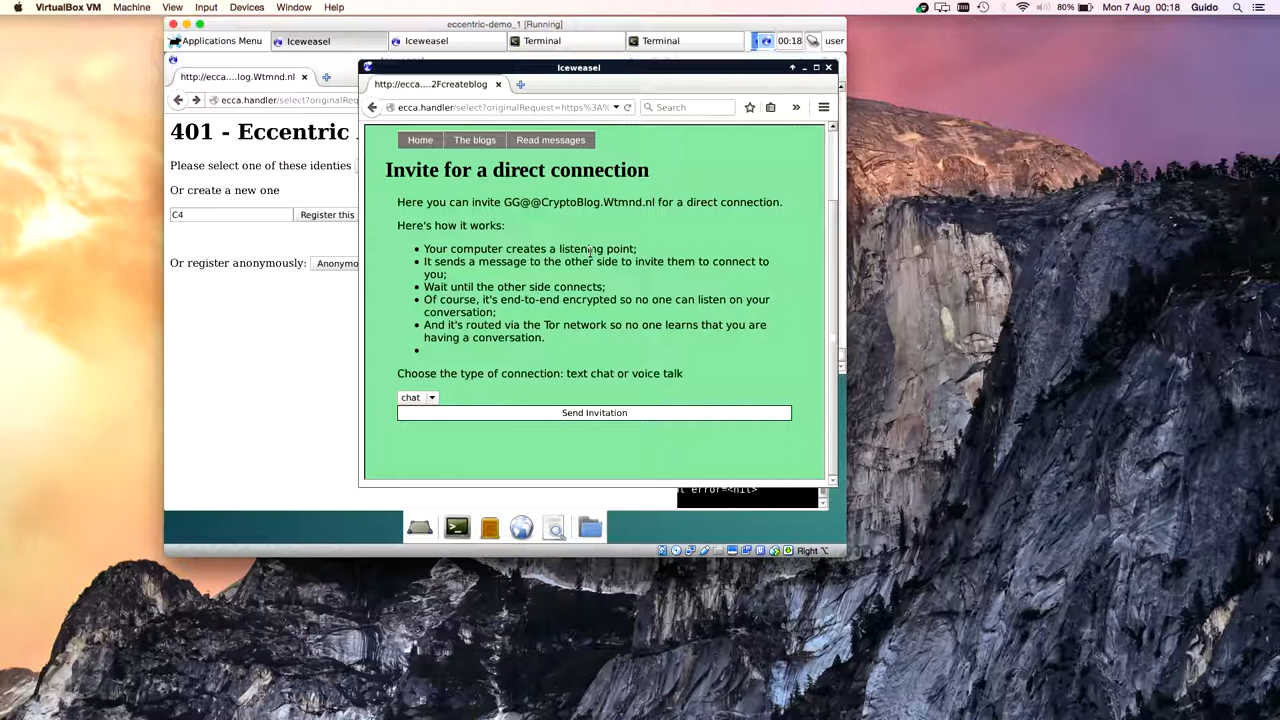 VirtualBox VM Machine View Input Devices Window Help 80% Mon 7 Aug 00:18 Guido
eccentric-demo_1 [Running]
Applications Menu Iceweasel Iceweasel Terminal Terminal 00:18 user
http://ecca....log.Wtmnd.nl
ecca.handler/select?originalReq
401 - Eccentric
Please select one of these identies
Or create a new one
C4 Register this
Or register anonymously: Anonymo
Iceweasel
http://ecca....2Fcreateblog
ecca.handler/select?originalRequest=https%3A% Search
Home The blogs Read messages
Invite for a direct connection
Here you can invite GG@@CryptoBlog.Wtmnd.nl for a direct connection.
Here's how it works:
• Your computer creates a listening point;
• It sends a message to the other side to invite them to connect to
you;
• Wait until the other side connects;
• Of course, it's end-to-end encrypted so no one can listen on your
conversation;
• And it's routed via the Tor network so no one learns that you are
having a conversation.
•
Choose the type of connection: text chat or voice talk
chat
Send Invitation
error=<nil>
Right